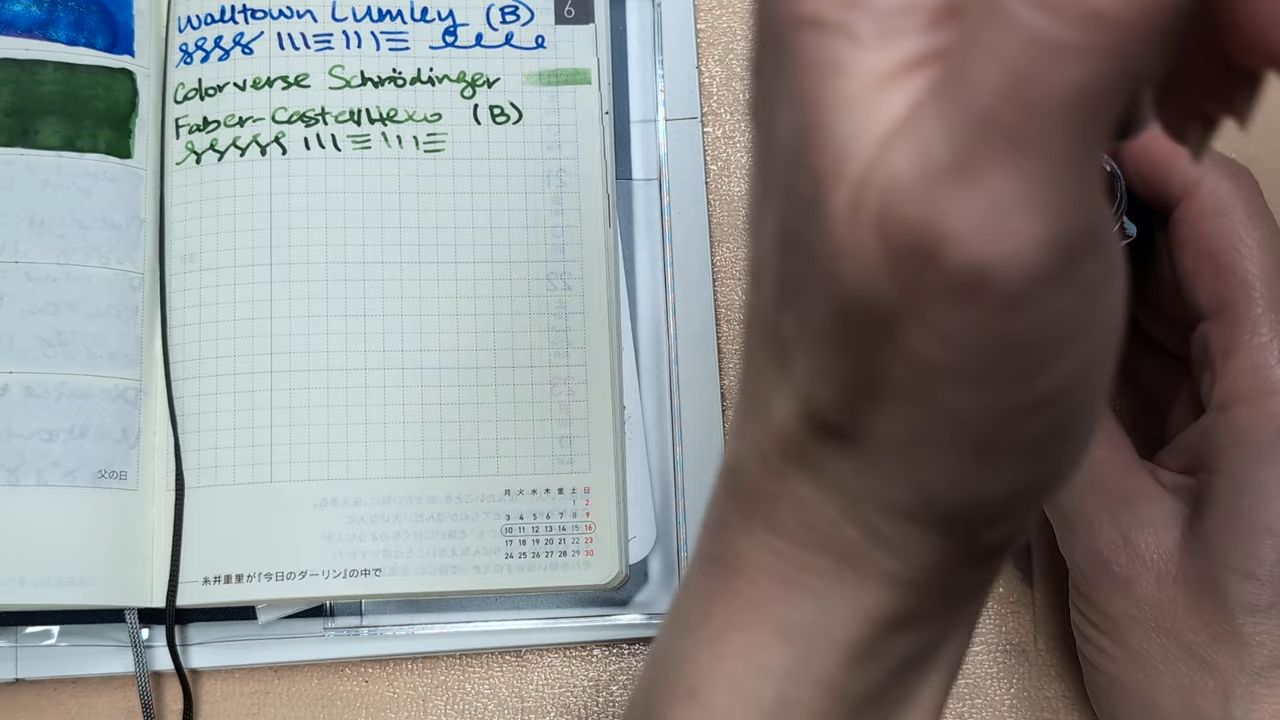 Walltown Lumley (B)
6
Colorverse Schrödinger
Faber-Castell Hexo (B)
父の日
月 火 水 木 金 土 日
1 2
3 4 5 6 7 8 9
10 11 12 13 14 15 16
17 18 19 20 21 22 23
24 25 26 27 28 29 30
糸井重里が『今日のダーリン』の中で